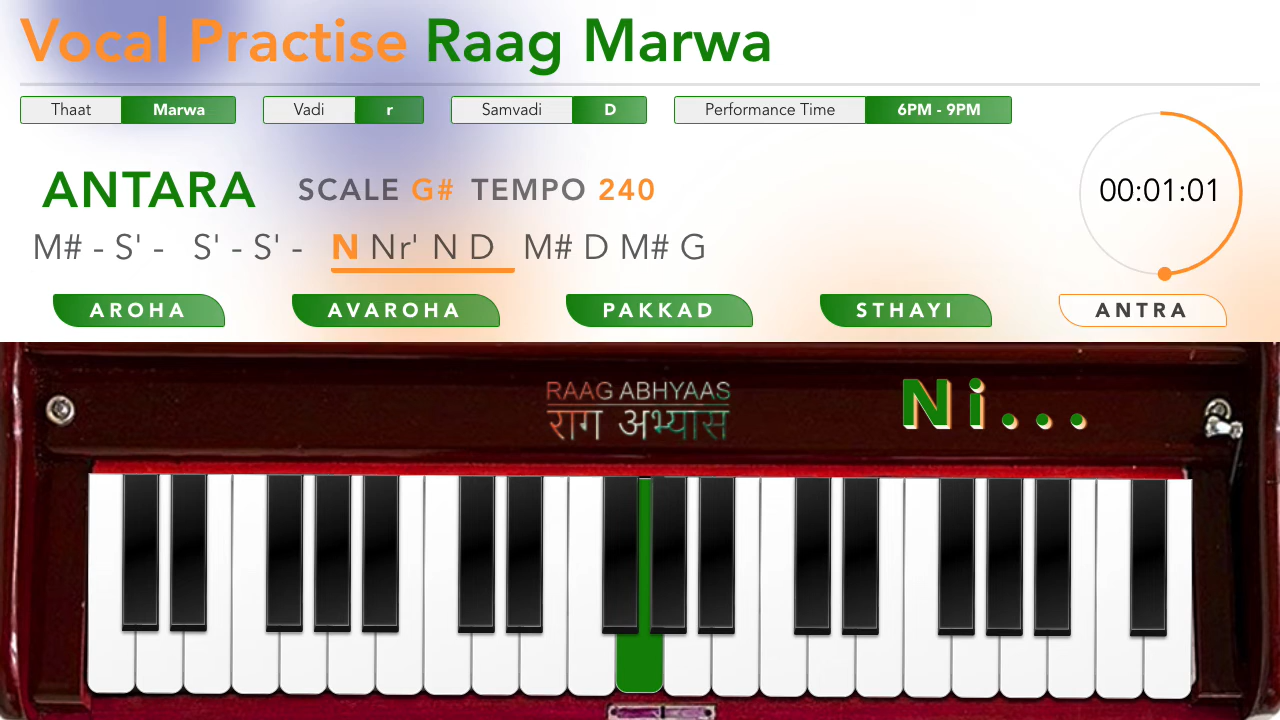 Vocal Practise Raag Marwa
Thaat Marwa Vadi r Samvadi D Performance Time 6PM - 9PM
ANTARA SCALE G# TEMPO 240
00:01:01
M# - S' - S' - S' - N Nr' N D M# D M# G
AROHA AVAROHA PAKKAD STHAYI ANTRA
RAAG ABHYAAS
राग अभ्यास
Ni...